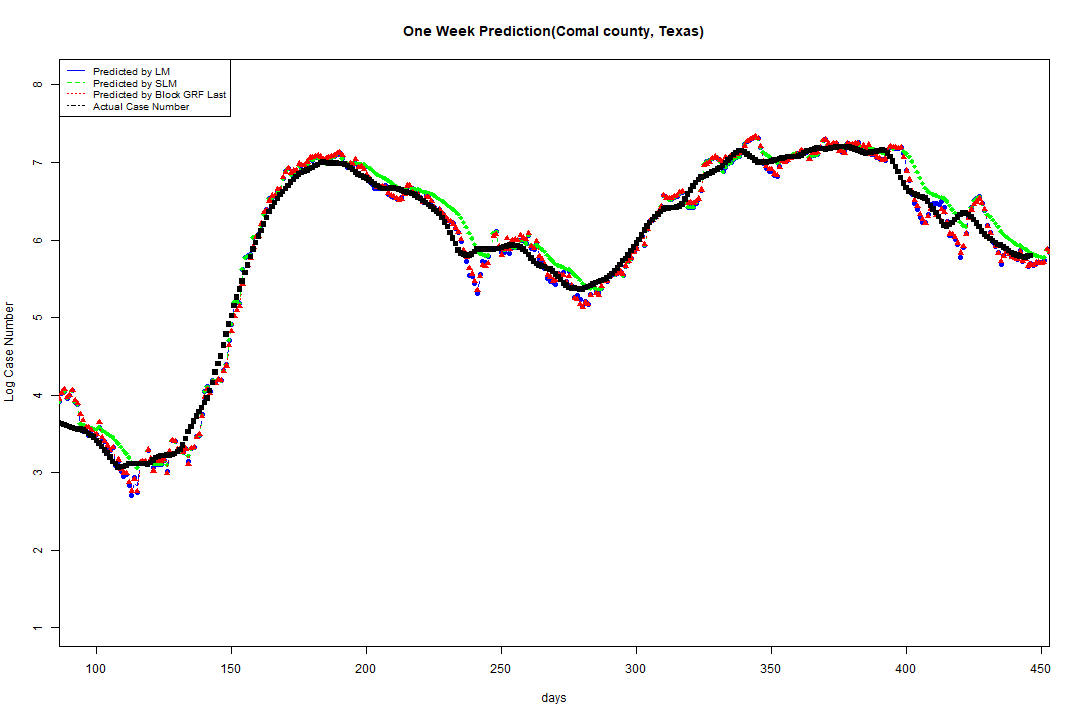 One Week Prediction(Comal county, Texas)
Predicted by LM
Predicted by SLM
Predicted by Block GRF Last
Actual Case Number
8
7
6
5
4
3
2
1
Log Case Number
100 150 200 250 300 350 400 450
days